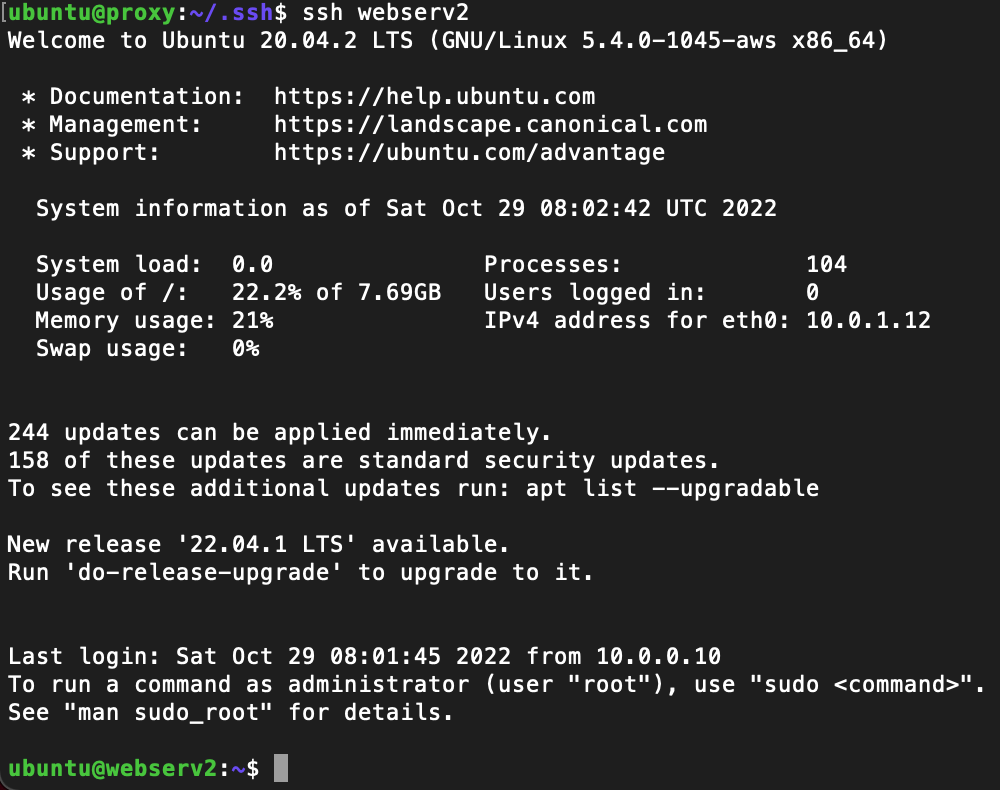 [ubuntu@proxy:~/.ssh$ ssh webserv2
Welcome to Ubuntu 20.04.2 LTS (GNU/Linux 5.4.0-1045-aws x86_64)
* Documentation: https://help.ubuntu.com
* Management: https://landscape.canonical.com
* Support: https://ubuntu.com/advantage
System information as of Sat Oct 29 08:02:42 UTC 2022
System load: 0.0 Processes: 104
Usage of /: 22.2% of 7.69GB Users logged in: 0
Memory usage: 21% IPv4 address for eth0: 10.0.1.12
Swap usage: 0%
244 updates can be applied immediately.
158 of these updates are standard security updates.
To see these additional updates run: apt list --upgradable
New release '22.04.1 LTS' available.
Run 'do-release-upgrade' to upgrade to it.
Last login: Sat Oct 29 08:01:45 2022 from 10.0.0.10
To run a command as administrator (user "root"), use "sudo <command>".
See "man sudo_root" for details.
ubuntu@webserv2:~$